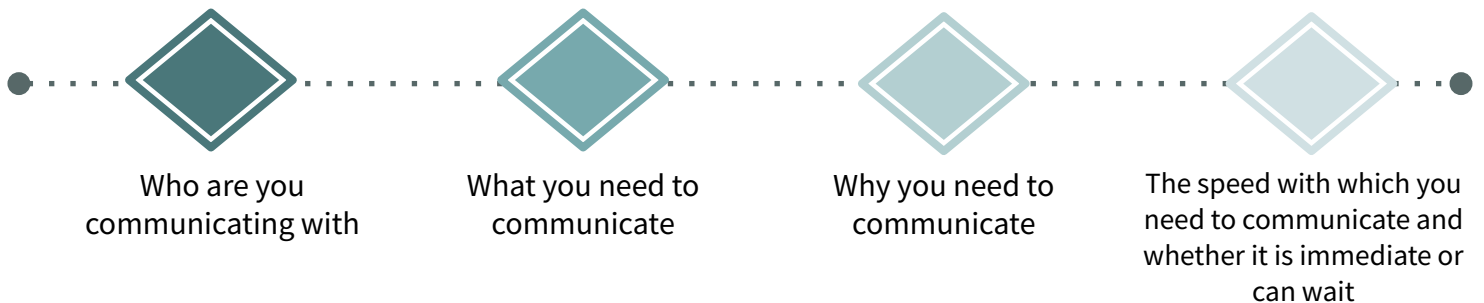 Who are you
communicating with
What you need to
communicate
Why you need to
communicate
The speed with which you
need to communicate and
whether it is immediate or
can wait